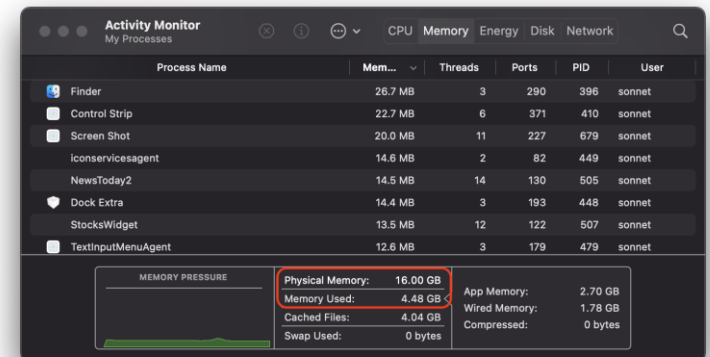 Activity Monitor
My Processes
CPU Memory Energy Disk Network
Process Name Mem... Threads Ports PID User
Finder 26.7 MB 3 290 396 sonnet
Control Strip 22.7 MB 6 371 410 sonnet
Screen Shot 20.0 MB 11 227 679 sonnet
iconservicesagent 14.6 MB 2 82 449 sonnet
NewsToday2 14.5 MB 14 130 505 sonnet
Dock Extra 14.4 MB 3 193 448 sonnet
StocksWidget 13.5 MB 12 122 507 sonnet
TextInputMenuAgent 12.6 MB 3 179 479 sonnet
MEMORY PRESSURE
Physical Memory: 16.00 GB
Memory Used: 4.48 GB
Cached Files: 4.04 GB
Swap Used: 0 bytes
App Memory: 2.70 GB
Wired Memory: 1.78 GB
Compressed: 0 bytes